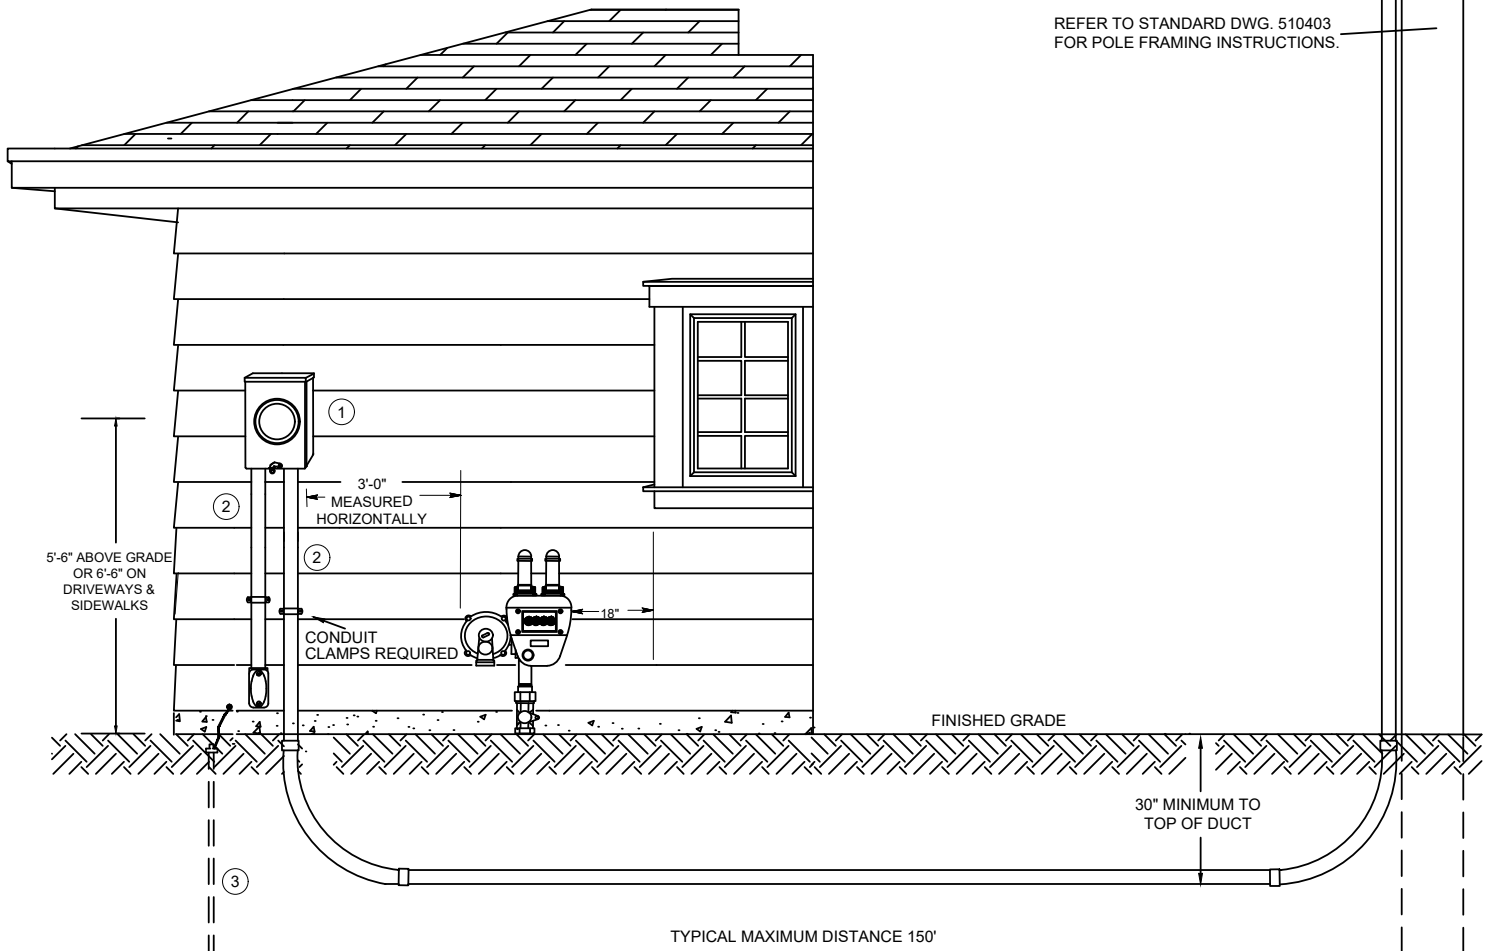 REFER TO STANDARD DWG. 510403
FOR POLE FRAMING INSTRUCTIONS.
1
3'-0"
MEASURED
HORIZONTALLY
2
2
5'-6" ABOVE GRADE
OR 6'-6" ON
DRIVEWAYS &
SIDEWALKS
18"
CONDUIT
CLAMPS REQUIRED
FINISHED GRADE
30" MINIMUM TO
TOP OF DUCT
3
TYPICAL MAXIMUM DISTANCE 150'